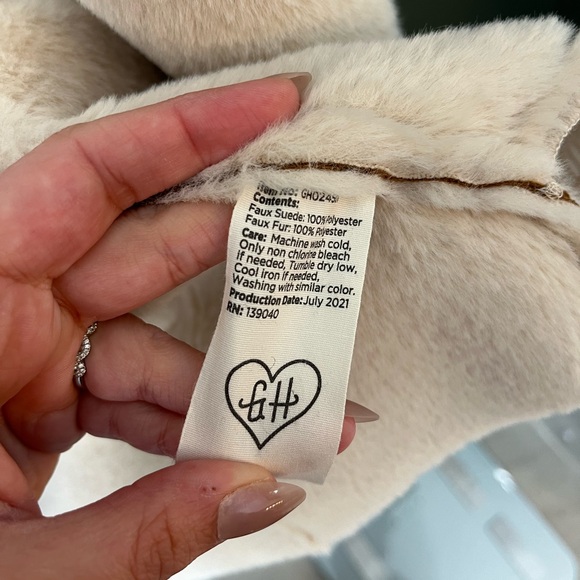 Item No: GH0245
Contents:
Faux Suede: 100% Polyester
Faux Fur: 100% Polyester
Care: Machine wash cold,
Only non chlorine bleach
if needed, Tumble dry low,
Cool iron if needed,
Washing with similar color.
Production Date: July 2021
RN: 139040
GH